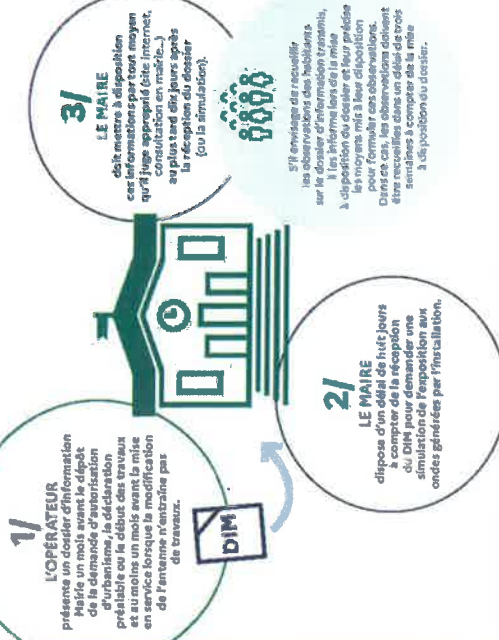 1/
L'OPÉRATEUR
présente un dossier d'information
Mairie un mois avant le dépôt
de la demande d'autorisation
d'urbanisme, la déclaration
préalable ou le début des travaux
et au moins un mois avant la mise
en service lorsque la modification
de l'antenne n'entraîne pas
de travaux.
DIM
2/
LE MAIRE
dispose d'un délai de huit jours
à compter de la réception
du DIM pour demander une
simulation de l'exposition aux
ondes générées par l'installation.
3/
LE MAIRE
doit mettre à disposition
ces informations par tout moyen
qu'il juge approprié (site internet,
consultation en mairie...)
au plus tard dix jours après
la réception du dossier
(ou la simulation).
S'il envisage de recueillir
les observations des habitants
sur le dossier d'information transmis,
il les informe lors de la mise
à disposition du dossier et leur précise
les moyens mis à leur disposition
pour formuler ces observations.
Dans ce cas, les observations doivent
être recueillies dans un délai de trois
semaines à compter de la mise
à disposition du dossier.